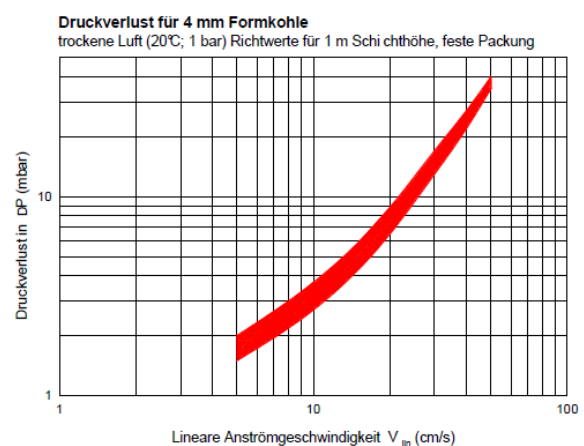 Druckverlust für 4 mm Formkohle
trockene Luft (20°C; 1 bar) Richtwerte für 1 m Schi chthöhe, feste Packung
Druckverlust in DP (mbar)
10
1
1
10
100
Lineare Anströmgeschwindigkeit V lin (cm/s)